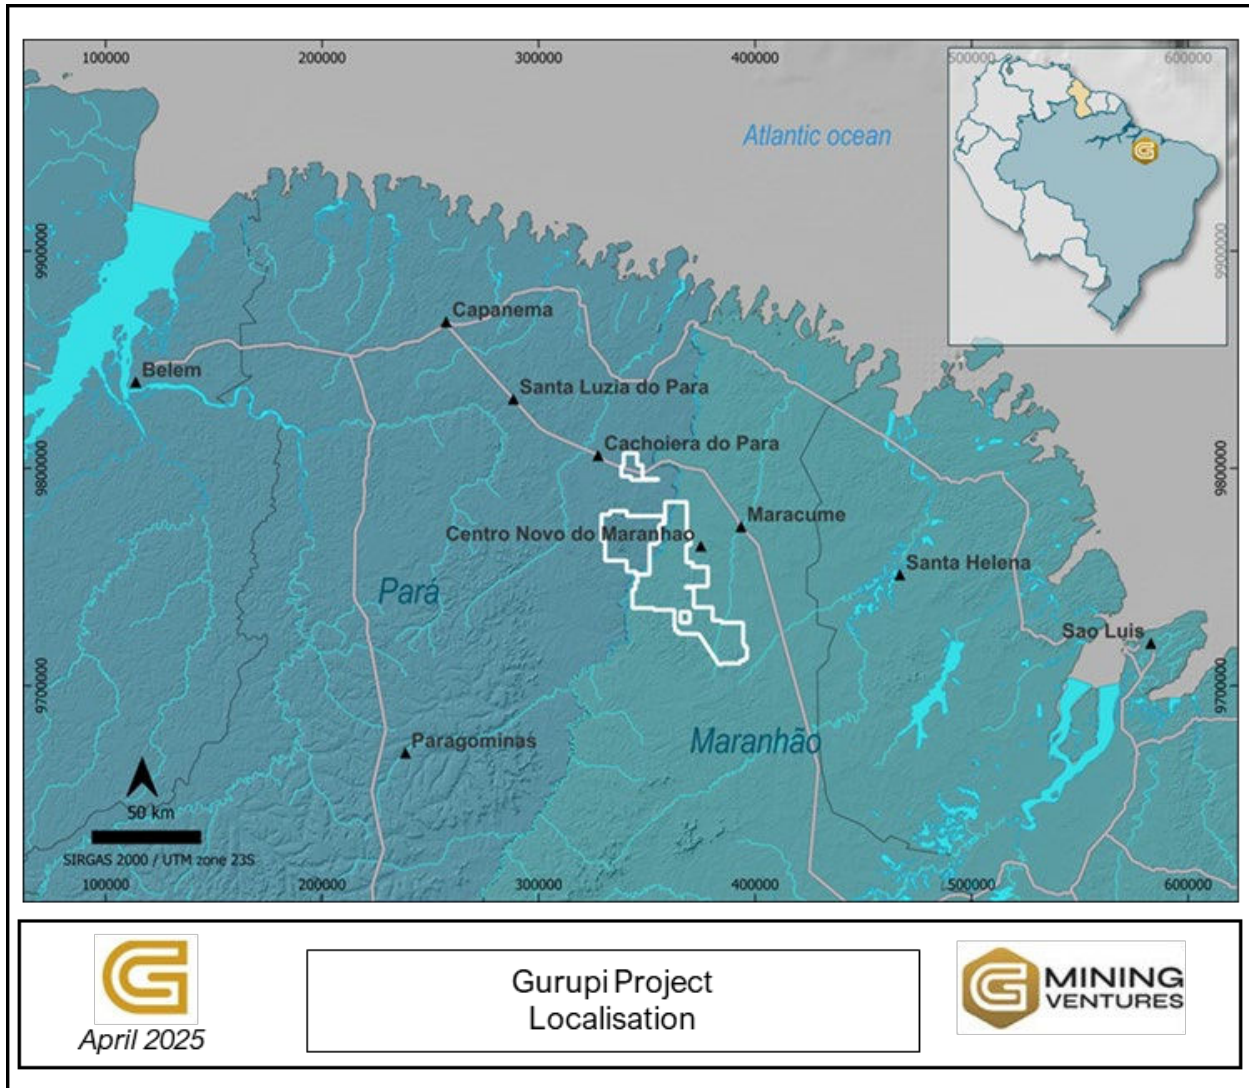 100000 200000 300000 400000 500000 600000
Atlantic ocean
9900000 9900000
Capanema
Belem
Santa Luzia do Para
Cachoiera do Para
9800000 9800000
Maracume
Centro Novo do Maranhao
Santa Helena
Pará
Sao Luis
9700000 9700000
Maranhão
Paragominas
50 km
SIRGAS 2000 / UTM zone 23S
100000 200000 300000 400000 500000 600000
G
April 2025
Gurupi Project
Localisation
G MINING
VENTURES